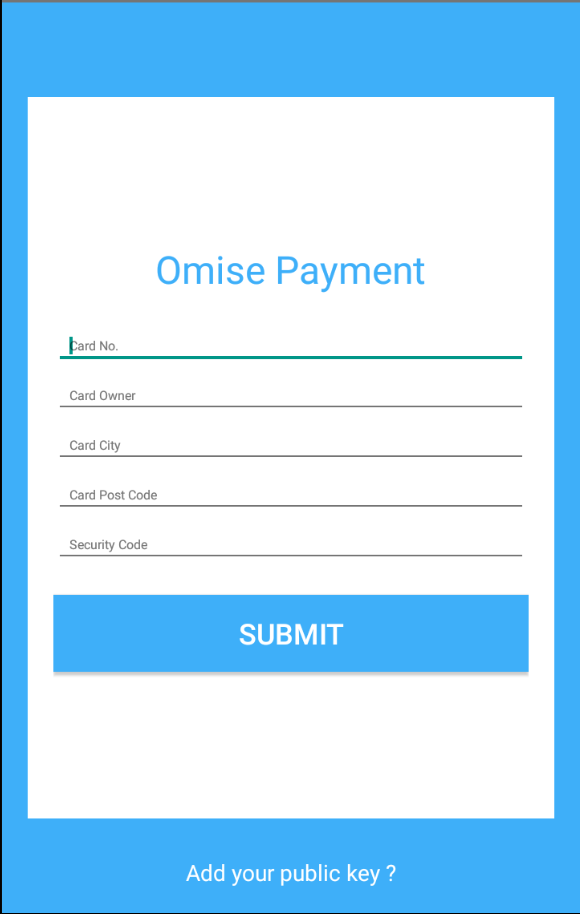 Omise Payment
Card No.
Card Owner
Card City
Card Post Code
Security Code
SUBMIT
Add your public key ?